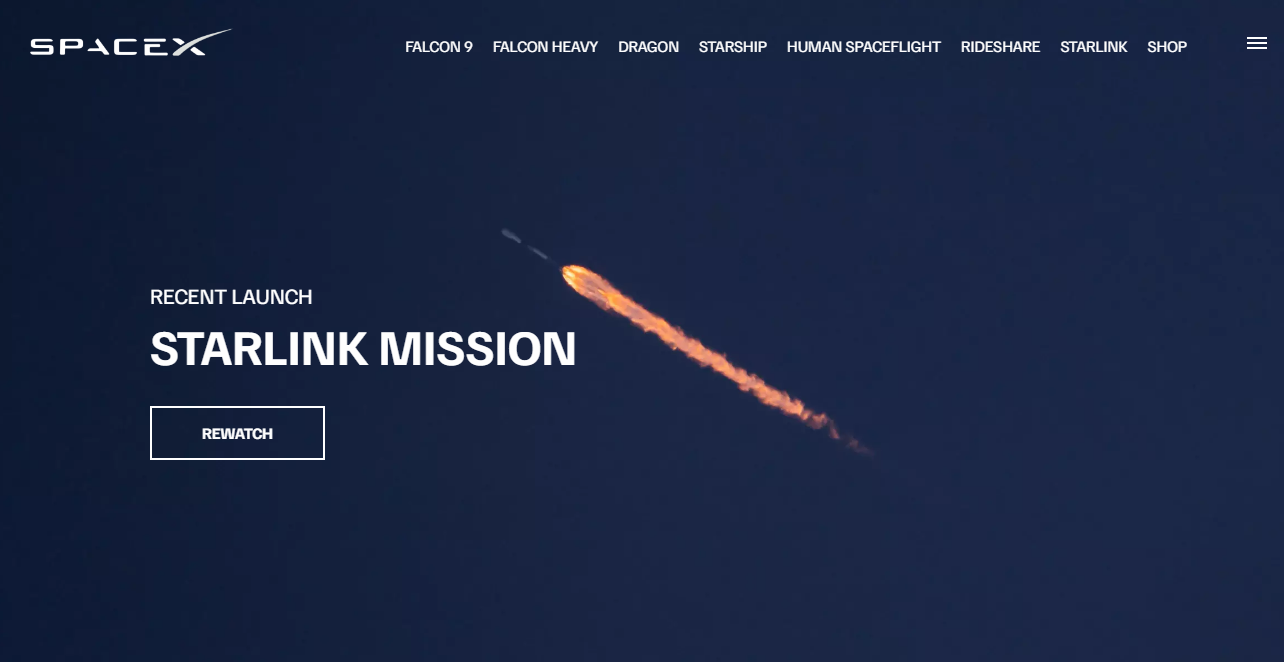 SPACEX
FALCON 9 FALCON HEAVY DRAGON STARSHIP HUMAN SPACEFLIGHT RIDESHARE STARLINK SHOP
RECENT LAUNCH
STARLINK MISSION
REWATCH